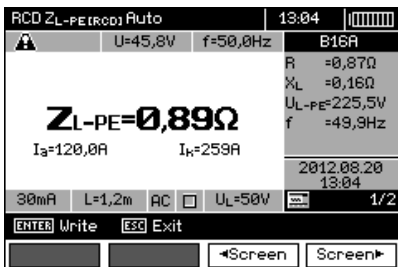 RCD ZL-PE[RCD] Auto 13:04
U=45,8V f=50,0Hz B16A
R =0,87Ω
XL =0,16Ω
UL-PE=225,5V
f =49,9Hz
ZL-PE=0,89Ω
Ia=120,0A Ik=259A
2012.08.20
13:04
30mA L=1,2m AC UL=50V 1/2
ENTER Write ESC Exit
◄Screen Screen►